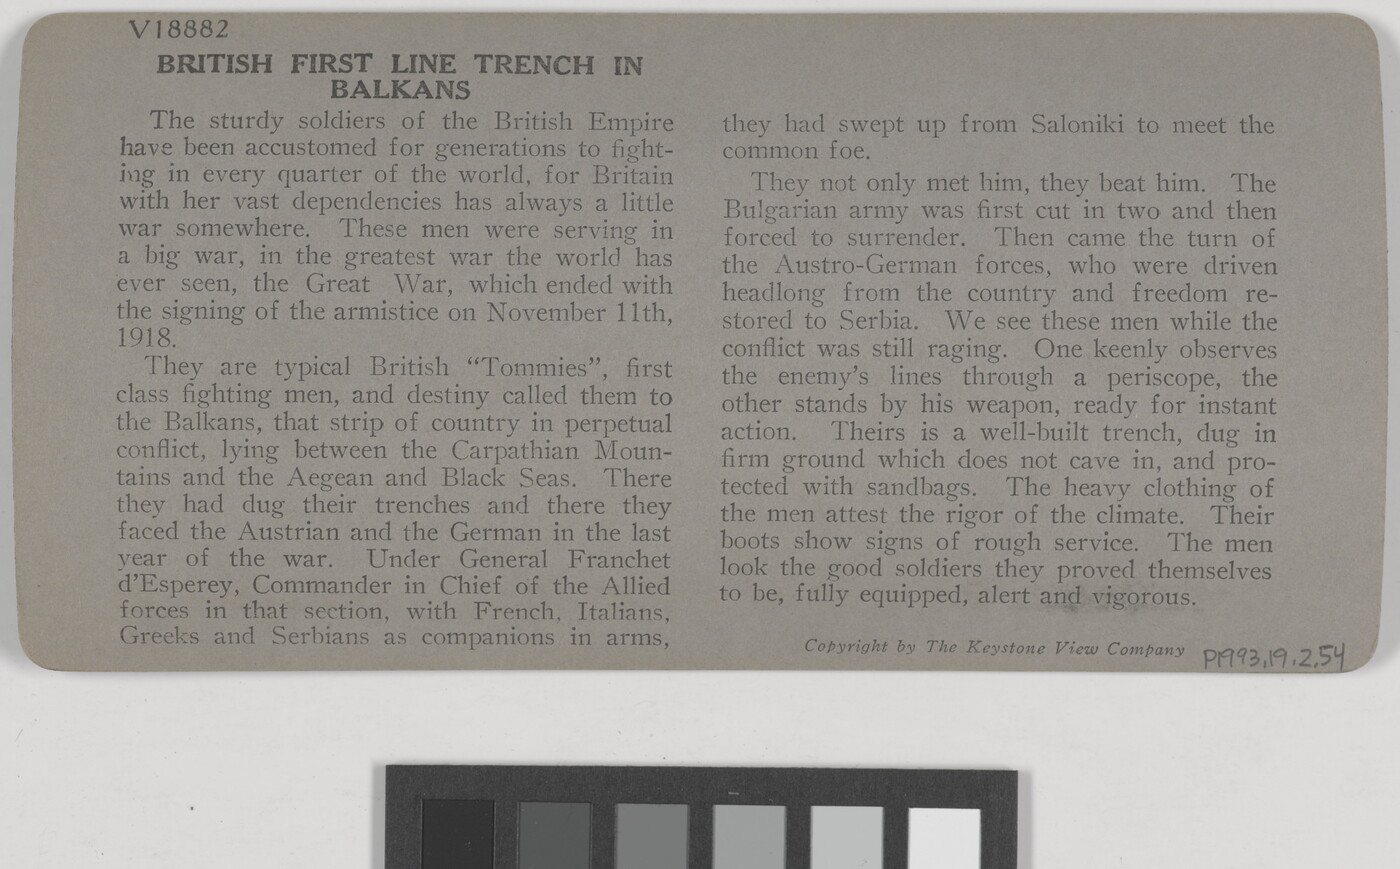 V18882
BRITISH FIRST LINE TRENCH IN
BALKANS
The sturdy soldiers of the British Empire
have been accustomed for generations to fight-
ing in every quarter of the world, for Britain
with her vast dependencies has always a little
war somewhere. These men were serving in
a big war, in the greatest war the world has
ever seen, the Great War, which ended with
the signing of the armistice on November 11th,
1918.
They are typical British “Tommies”, first
class fighting men, and destiny called them to
the Balkans, that strip of country in perpetual
conflict, lying between the Carpathian Moun-
tains and the Aegean and Black Seas. There
they had dug their trenches and there they
faced the Austrian and the German in the last
year of the war. Under General Franchet
d’Esperey, Commander in Chief of the Allied
forces in that section, with French, Italians,
Greeks and Serbians as companions in arms,
they had swept up from Saloniki to meet the
common foe.
They not only met him, they beat him. The
Bulgarian army was first cut in two and then
forced to surrender. Then came the turn of
the Austro-German forces, who were driven
headlong from the country and freedom re-
stored to Serbia. We see these men while the
conflict was still raging. One keenly observes
the enemy’s lines through a periscope, the
other stands by his weapon, ready for instant
action. Theirs is a well-built trench, dug in
firm ground which does not cave in, and pro-
tected with sandbags. The heavy clothing of
the men attest the rigor of the climate. Their
boots show signs of rough service. The men
look the good soldiers they proved themselves
to be, fully equipped, alert and vigorous.
Copyright by The Keystone View Company
P1993.19.2.54